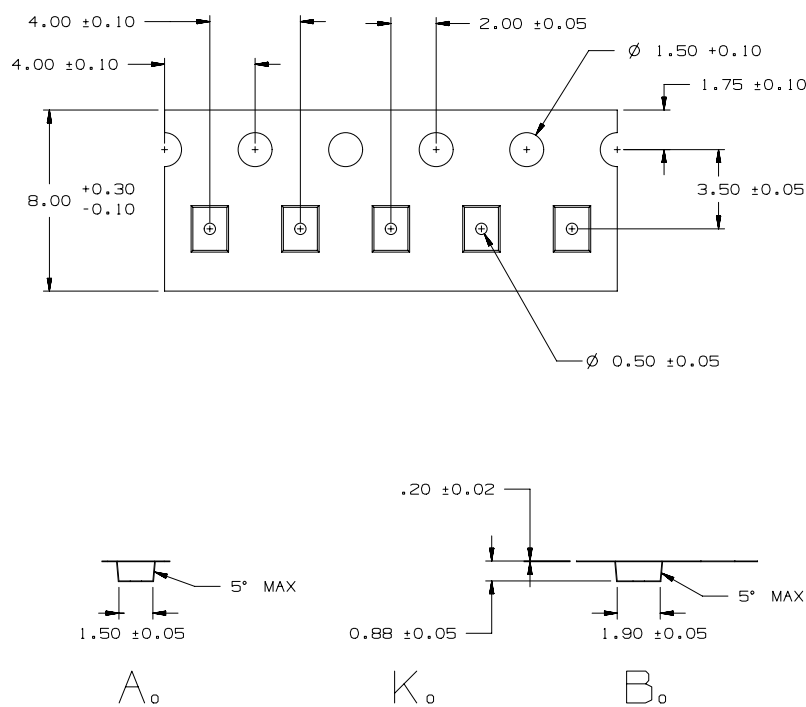 4.00 ±0.10
2.00 ±0.05
Ø 1.50 +0.10
4.00 ±0.10
1.75 ±0.10
8.00 +0.30
-0.10
3.50 ±0.05
Ø 0.50 ±0.05
.20 ±0.02
5° MAX
5° MAX
1.50 ±0.05
0.88 ±0.05
1.90 ±0.05
A₀
K₀
B₀